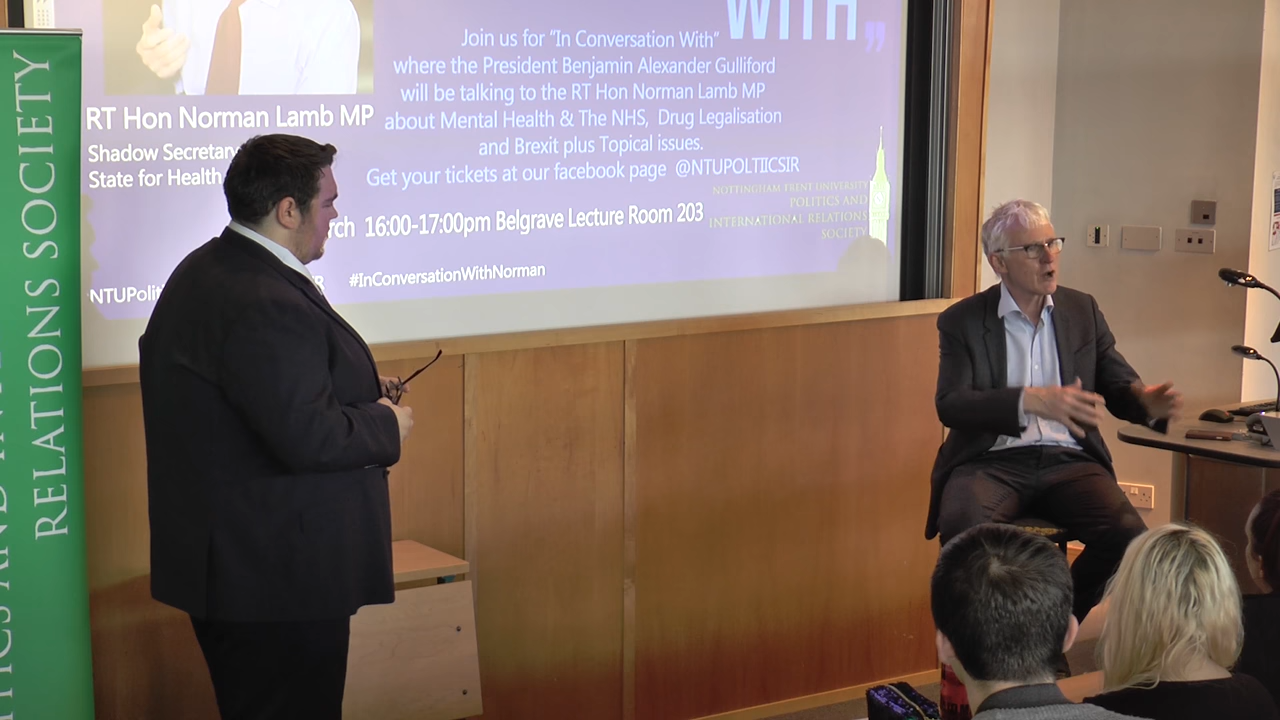 RELATIONS SOCIETY
WITH"
Join us for "In Conversation With"
where the President Benjamin Alexander Gulliford
will be talking to the RT Hon Norman Lamb MP
about Mental Health & The NHS, Drug Legalisation
and Brexit plus Topical issues.
Get your tickets at our facebook page @NTUPOLTIICSIR
RT Hon Norman Lamb MP
Shadow Secretary
State for Health
16:00-17:00pm Belgrave Lecture Room 203
NOTTINGHAM TRENT UNIVERSITY
POLITICS AND
INTERNATIONAL RELATIONS
SOCIETY
#InConversationWithNorman